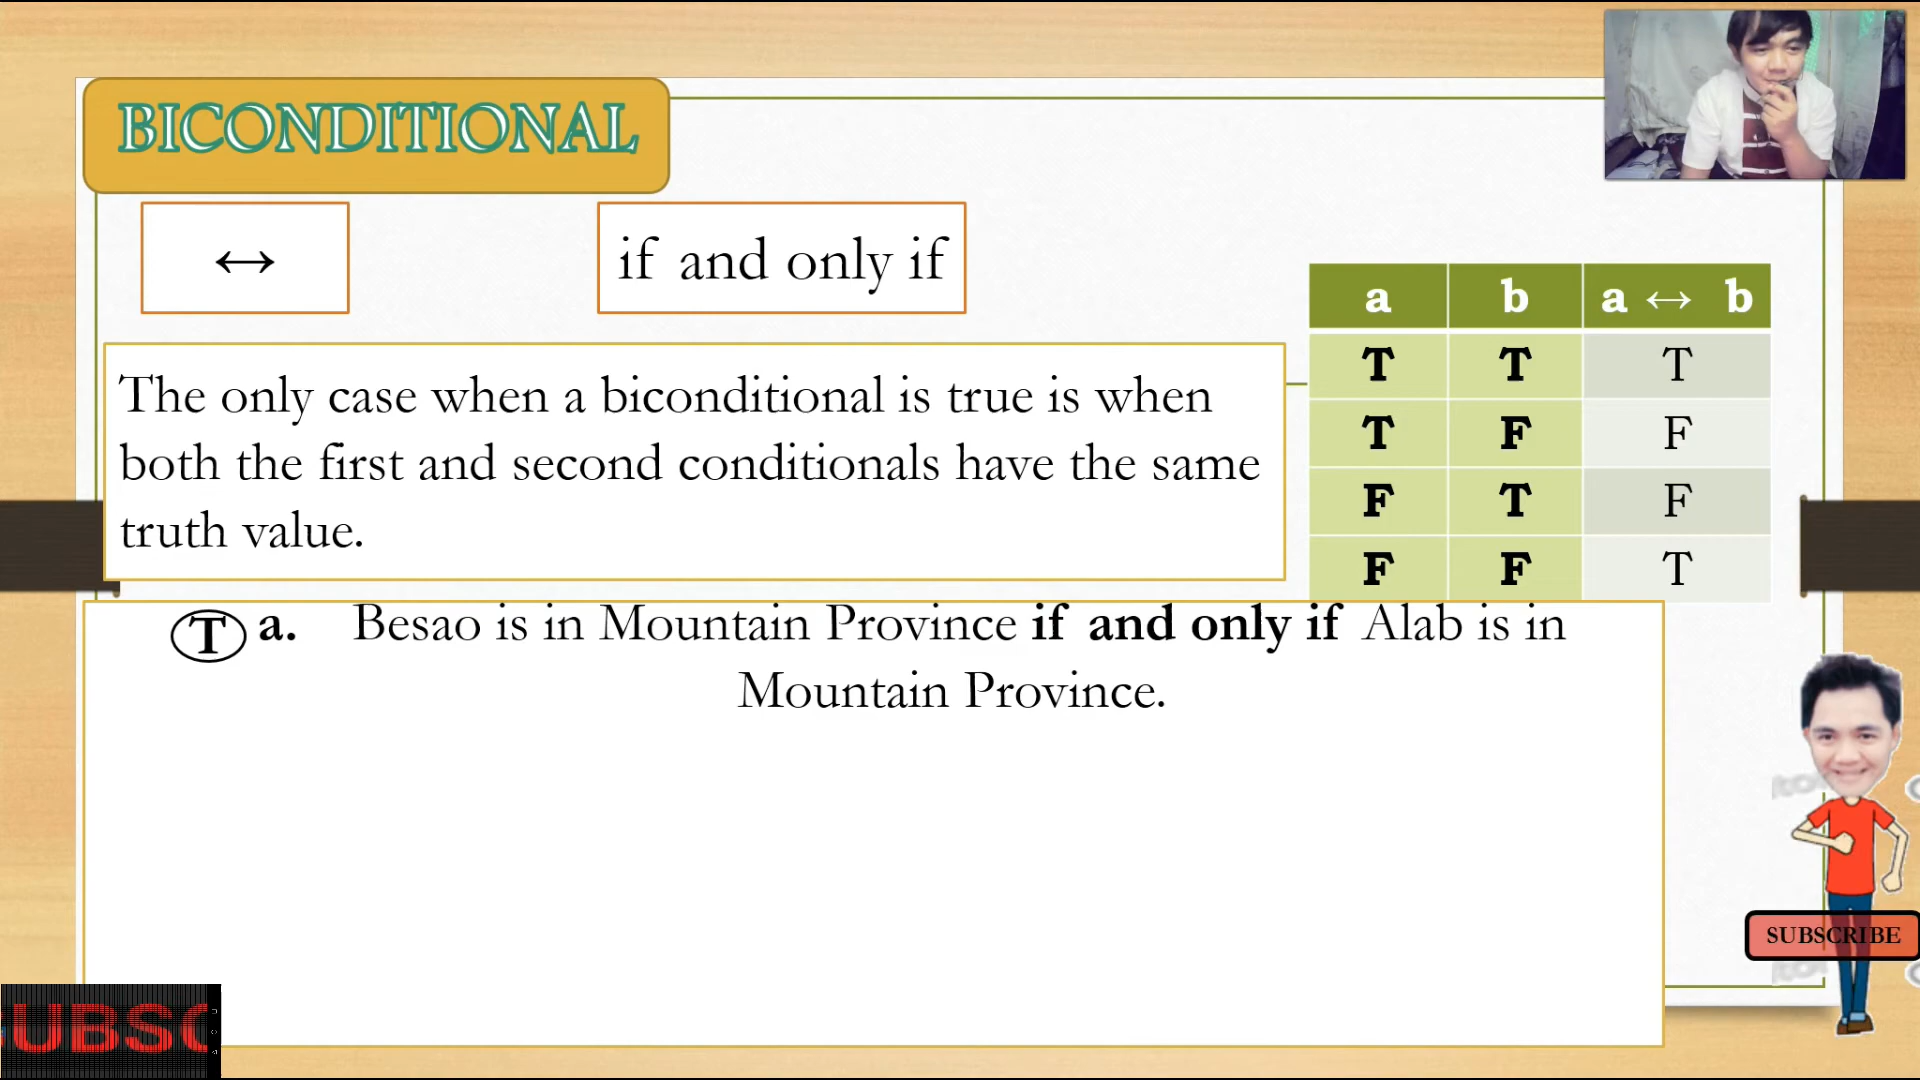 BICONDITIONAL
↔
if and only if
The only case when a biconditional is true is when
both the first and second conditionals have the same
truth value.
a b a ↔ b
T T T
T F F
F T F
F F T
T a. Besao is in Mountain Province if and only if Alab is in
Mountain Province.
SUBSCRIBE
UBSC